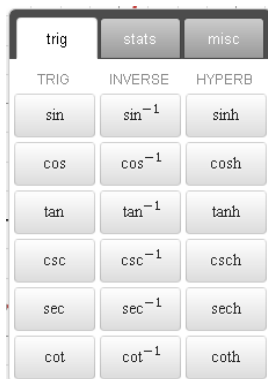 trig stats misc
TRIG INVERSE HYPERB
sin sin⁻¹ sinh
cos cos⁻¹ cosh
tan tan⁻¹ tanh
csc csc⁻¹ csch
sec sec⁻¹ sech
cot cot⁻¹ coth